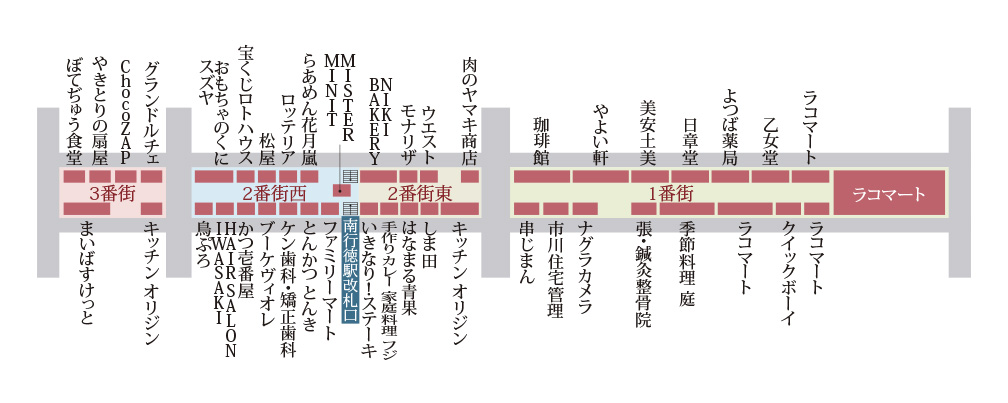 ぼてぢゅう食堂
やきとりの扇屋
ChocoZAP
グランドルチェ
スズヤ
おもちゃのくに
宝くじロトハウス
松屋
ロッテリア
らあめん花月嵐
MINIT
MISTER
BAKERY
NIKI
モナリザ
ウエスト
肉のヤマキ商店
珈琲館
やよい軒
美安土美
日章堂
よつば薬局
乙女堂
ラコマート
3番街
2番街西
2番街東
1番街
ラコマート
まいばすけっと
キッチンオリジン
鳥ぷろ
IWASAKI
HAIR SALON
かつ壱番屋
ブーケヴィオレ
ケン歯科・矯正歯科
とんかつ とんき
ファミリーマート
南行徳駅改札口
いきなり！ステーキ
手作りカレー 家庭料理 フジ
はなまる青果
しま田
キッチンオリジン
串じまん
市川住宅管理
ナグラカメラ
張・鍼灸整骨院
季節料理 庭
ラコマート
クイックボーイ
ラコマート